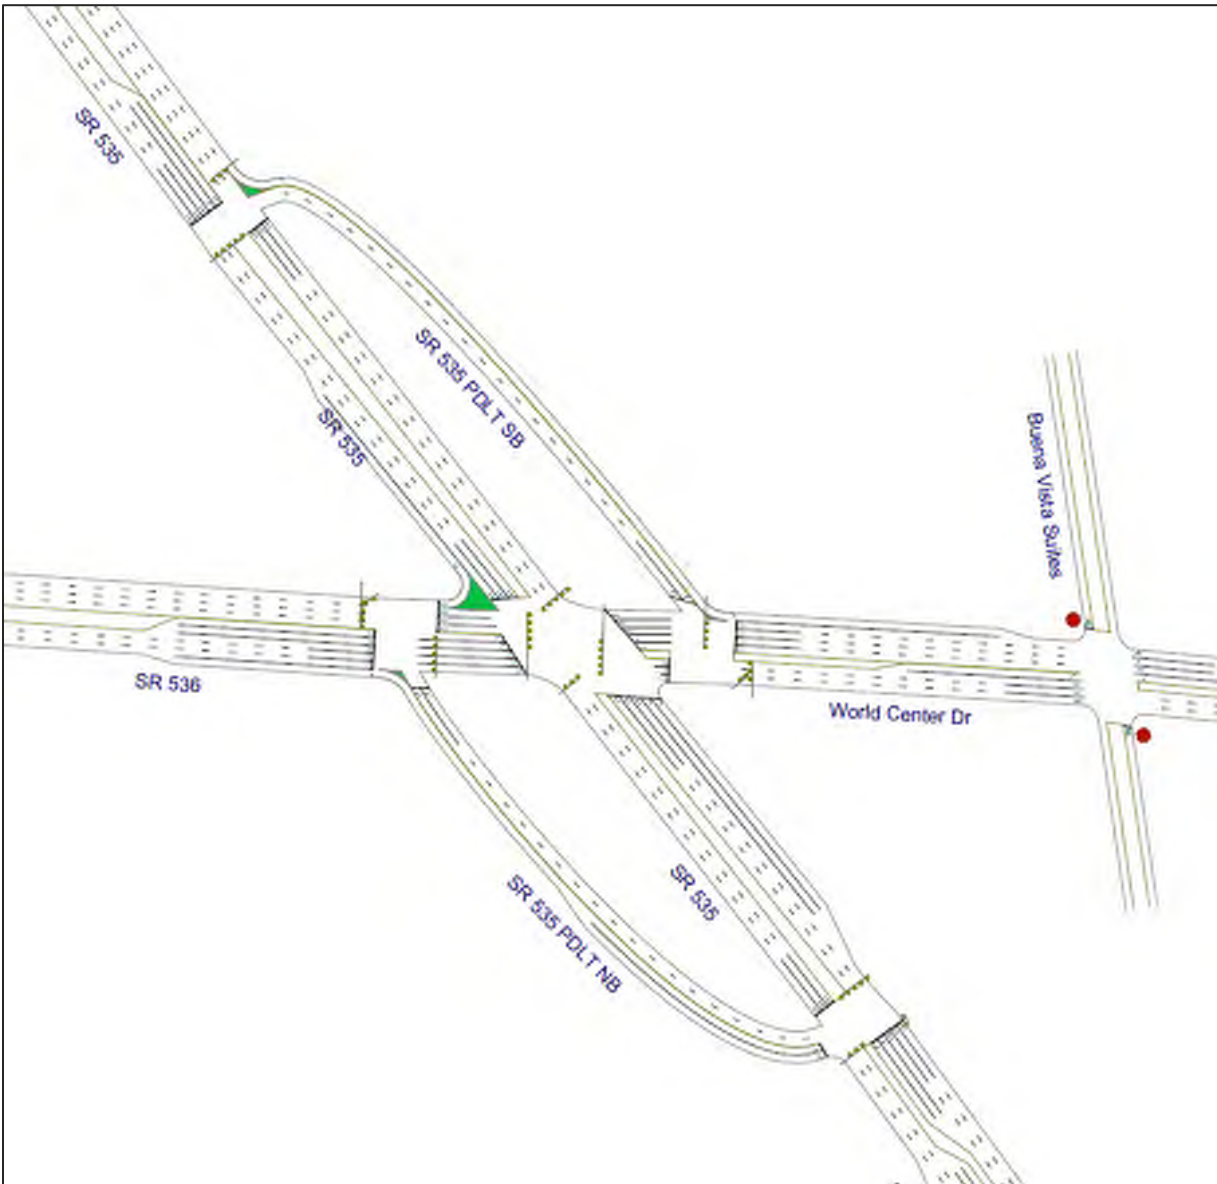 SR 535
SR 535 PDLT SB
SR 535
Buena Vista Suites
SR 536
World Center Dr
SR 535
SR 535 PDLT NB